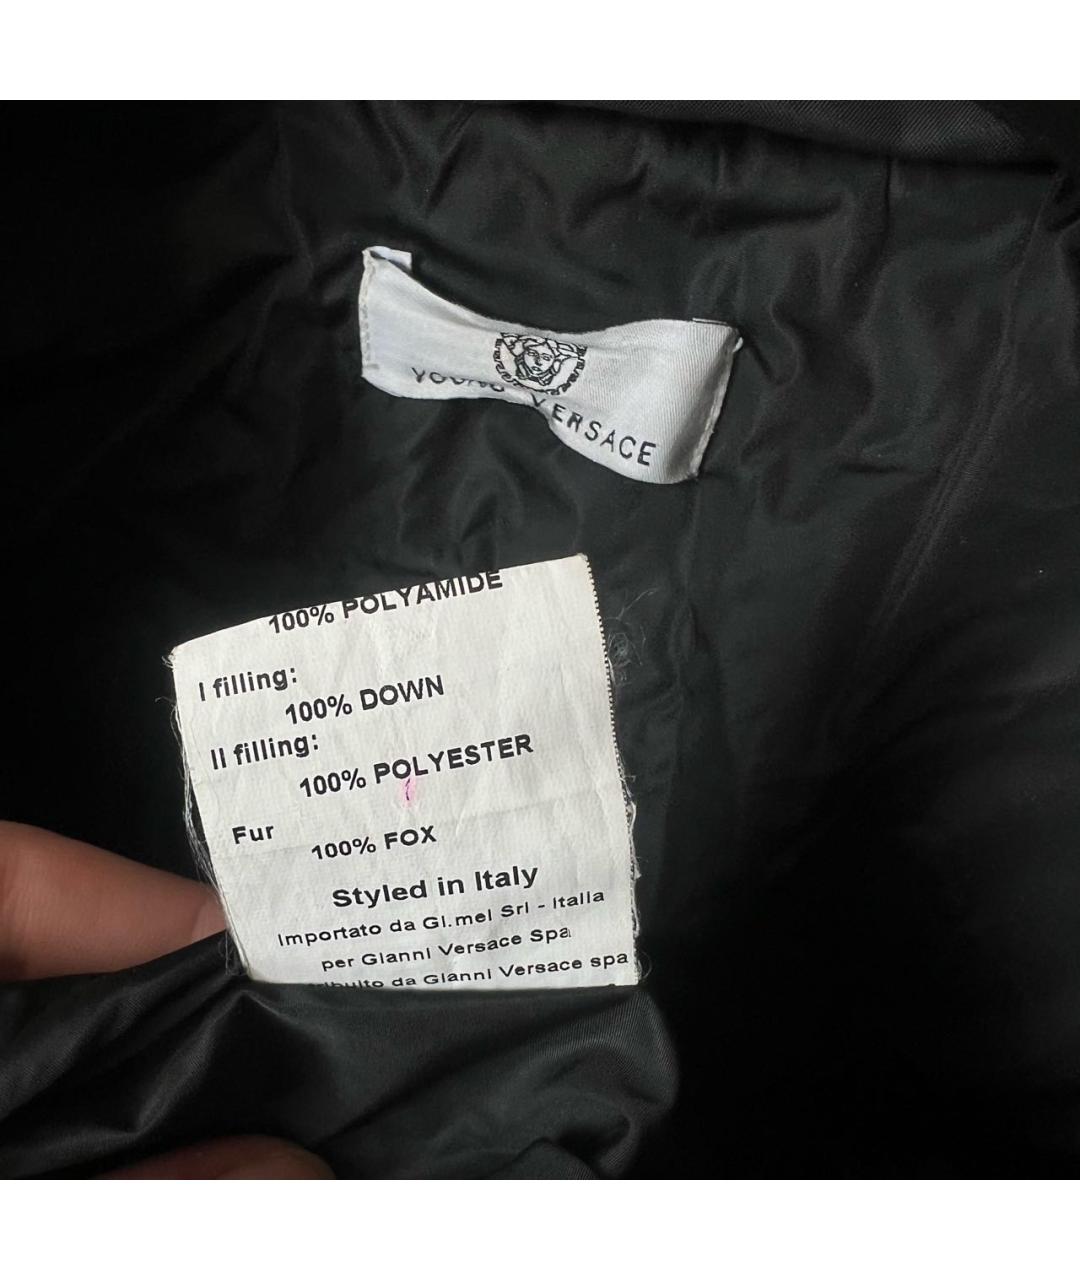 YOUNG VERSACE
100% POLYAMIDE
I filling:
100% DOWN
II filling:
100% POLYESTER
Fur
100% FOX
Styled in Italy
Importato da GI.mel Srl - Italia
per Gianni Versace Spa
da Gianni Versace spa